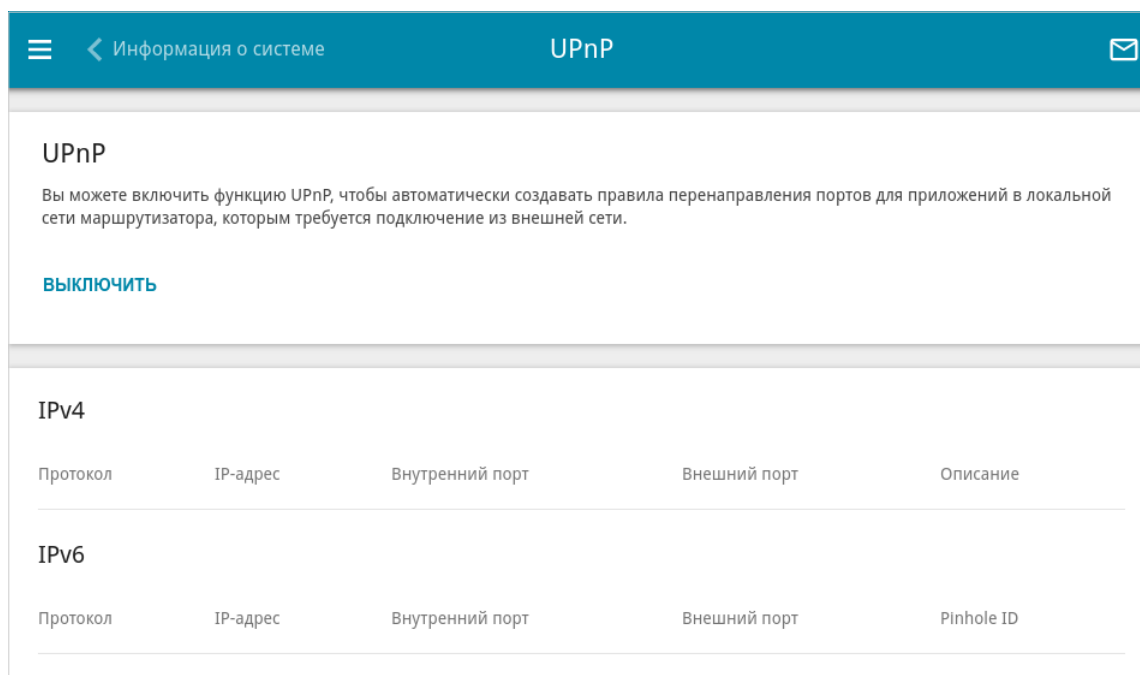 Информация о системе
UPnP
UPnP
Вы можете включить функцию UPnP, чтобы автоматически создавать правила перенаправления портов для приложений в локальной
сети маршрутизатора, которым требуется подключение из внешней сети.
ВЫКЛЮЧИТЬ
IPv4
Протокол IP-адрес Внутренний порт Внешний порт Описание
IPv6
Протокол IP-адрес Внутренний порт Внешний порт Pinhole ID